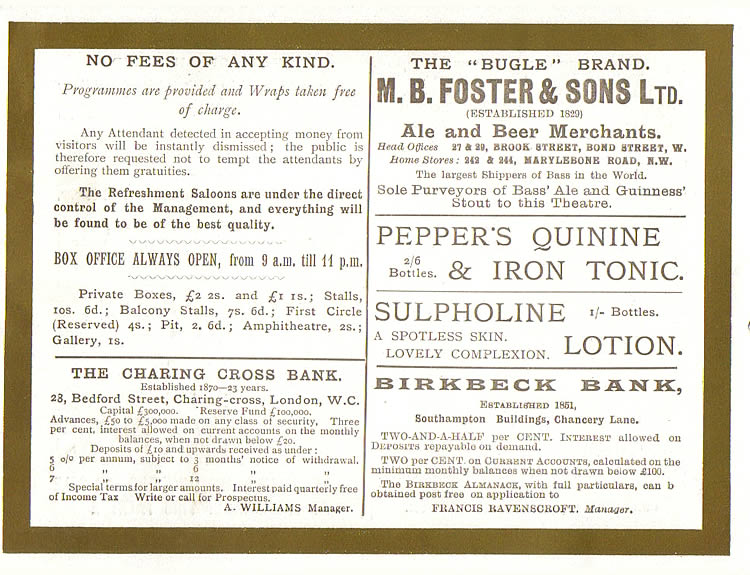 NO FEES OF ANY KIND.
Programmes are provided and Wraps taken free
of charge.
Any Attendant detected in accepting money from
visitors will be instantly dismissed; the public is
therefore requested not to tempt the attendants by
offering them gratuities.
The Refreshment Saloons are under the direct
control of the Management, and everything will
be found to be of the best quality.
BOX OFFICE ALWAYS OPEN, from 9 a.m. till 11 p.m.
Private Boxes, £2 2s. and £1 1s.; Stalls,
10s. 6d.; Balcony Stalls, 7s. 6d.; First Circle
(Reserved) 4s.; Pit, 2. 6d.; Amphitheatre, 2s.;
Gallery, 1s.
THE CHARING CROSS BANK.
Established 1870—23 years.
28, Bedford Street, Charing-cross, London, W.C.
Capital £300,000. Reserve Fund £100,000.
Advances, £50 to £5,000 made on any class of security, Three
per cent, interest allowed on current accounts on the monthly
balances, when not drawn below £20.
Deposits of £10 and upwards received as under:
5 o/o per annum, subject to 3 months' notice of withdrawal.
6 „ „ 6 „ „
7 „ „ 12 „ „
Special terms for larger amounts. Interest paid quarterly free
of Income Tax Write or call for Prospectus.
A. WILLIAMS Manager.
THE "BUGLE" BRAND.
M. B. FOSTER & SONS LTD.
(ESTABLISHED 1829)
Ale and Beer Merchants.
Head Offices 27 & 29, BROOK STREET, BOND STREET, W.
Home Stores: 242 & 244, MARYLEBONE ROAD, N.W.
The largest Shippers of Bass in the World.
Sole Purveyors of Bass' Ale and Guinness'
Stout to this Theatre.
PEPPER'S QUININE
2/6 Bottles. & IRON TONIC.
SULPHOLINE 1/- Bottles.
A SPOTLESS SKIN.
LOVELY COMPLEXION. LOTION.
BIRKBECK BANK,
ESTABLISHED 1851,
Southampton Buildings, Chancery Lane.
TWO-AND-A-HALF per CENT. INTEREST allowed on
DEPOSITS repayable on demand.
TWO per CENT. on CURRENT ACCOUNTS, calculated on the
minimum monthly balances when not drawn below £100.
The BIRKBECK ALMANACK, with full particulars, can b
obtained post free on application to
FRANCIS RAVENSCROFT. Manager.